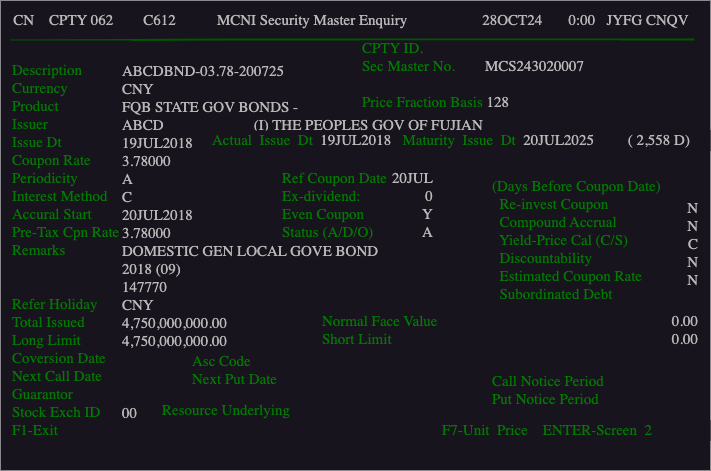 CN CPTY 062 C612 MCNI Security Master Enquiry 28OCT24 0:00 JYFG CNQV
CPTY ID.
Description ABCDBND-03.78-200725 Sec Master No. MCS243020007
Currency CNY
Product FQB STATE GOV BONDS - Price Fraction Basis 128
Issuer ABCD (I) THE PEOPLES GOV OF FUJIAN
Issue Dt 19JUL2018 Actual Issue Dt 19JUL2018 Maturity Issue Dt 20JUL2025 ( 2,558 D)
Coupon Rate 3.78000
Periodicity A Ref Coupon Date 20JUL (Days Before Coupon Date)
Interest Method C Ex-dividend: 0 Re-invest Coupon N
Accural Start 20JUL2018 Even Coupon Y Compound Accrual N
Pre-Tax Cpn Rate 3.78000 Status (A/D/O) A Yield-Price Cal (C/S) C
Remarks DOMESTIC GEN LOCAL GOVE BOND Discountability N
2018 (09) Estimated Coupon Rate N
147770 Subordinated Debt
Refer Holiday CNY
Total Issued 4,750,000,000.00 Normal Face Value 0.00
Long Limit 4,750,000,000.00 Short Limit 0.00
Coversion Date Asc Code
Next Call Date Next Put Date Call Notice Period
Guarantor Put Notice Period
Stock Exch ID 00 Resource Underlying
F1-Exit F7-Unit Price ENTER-Screen 2